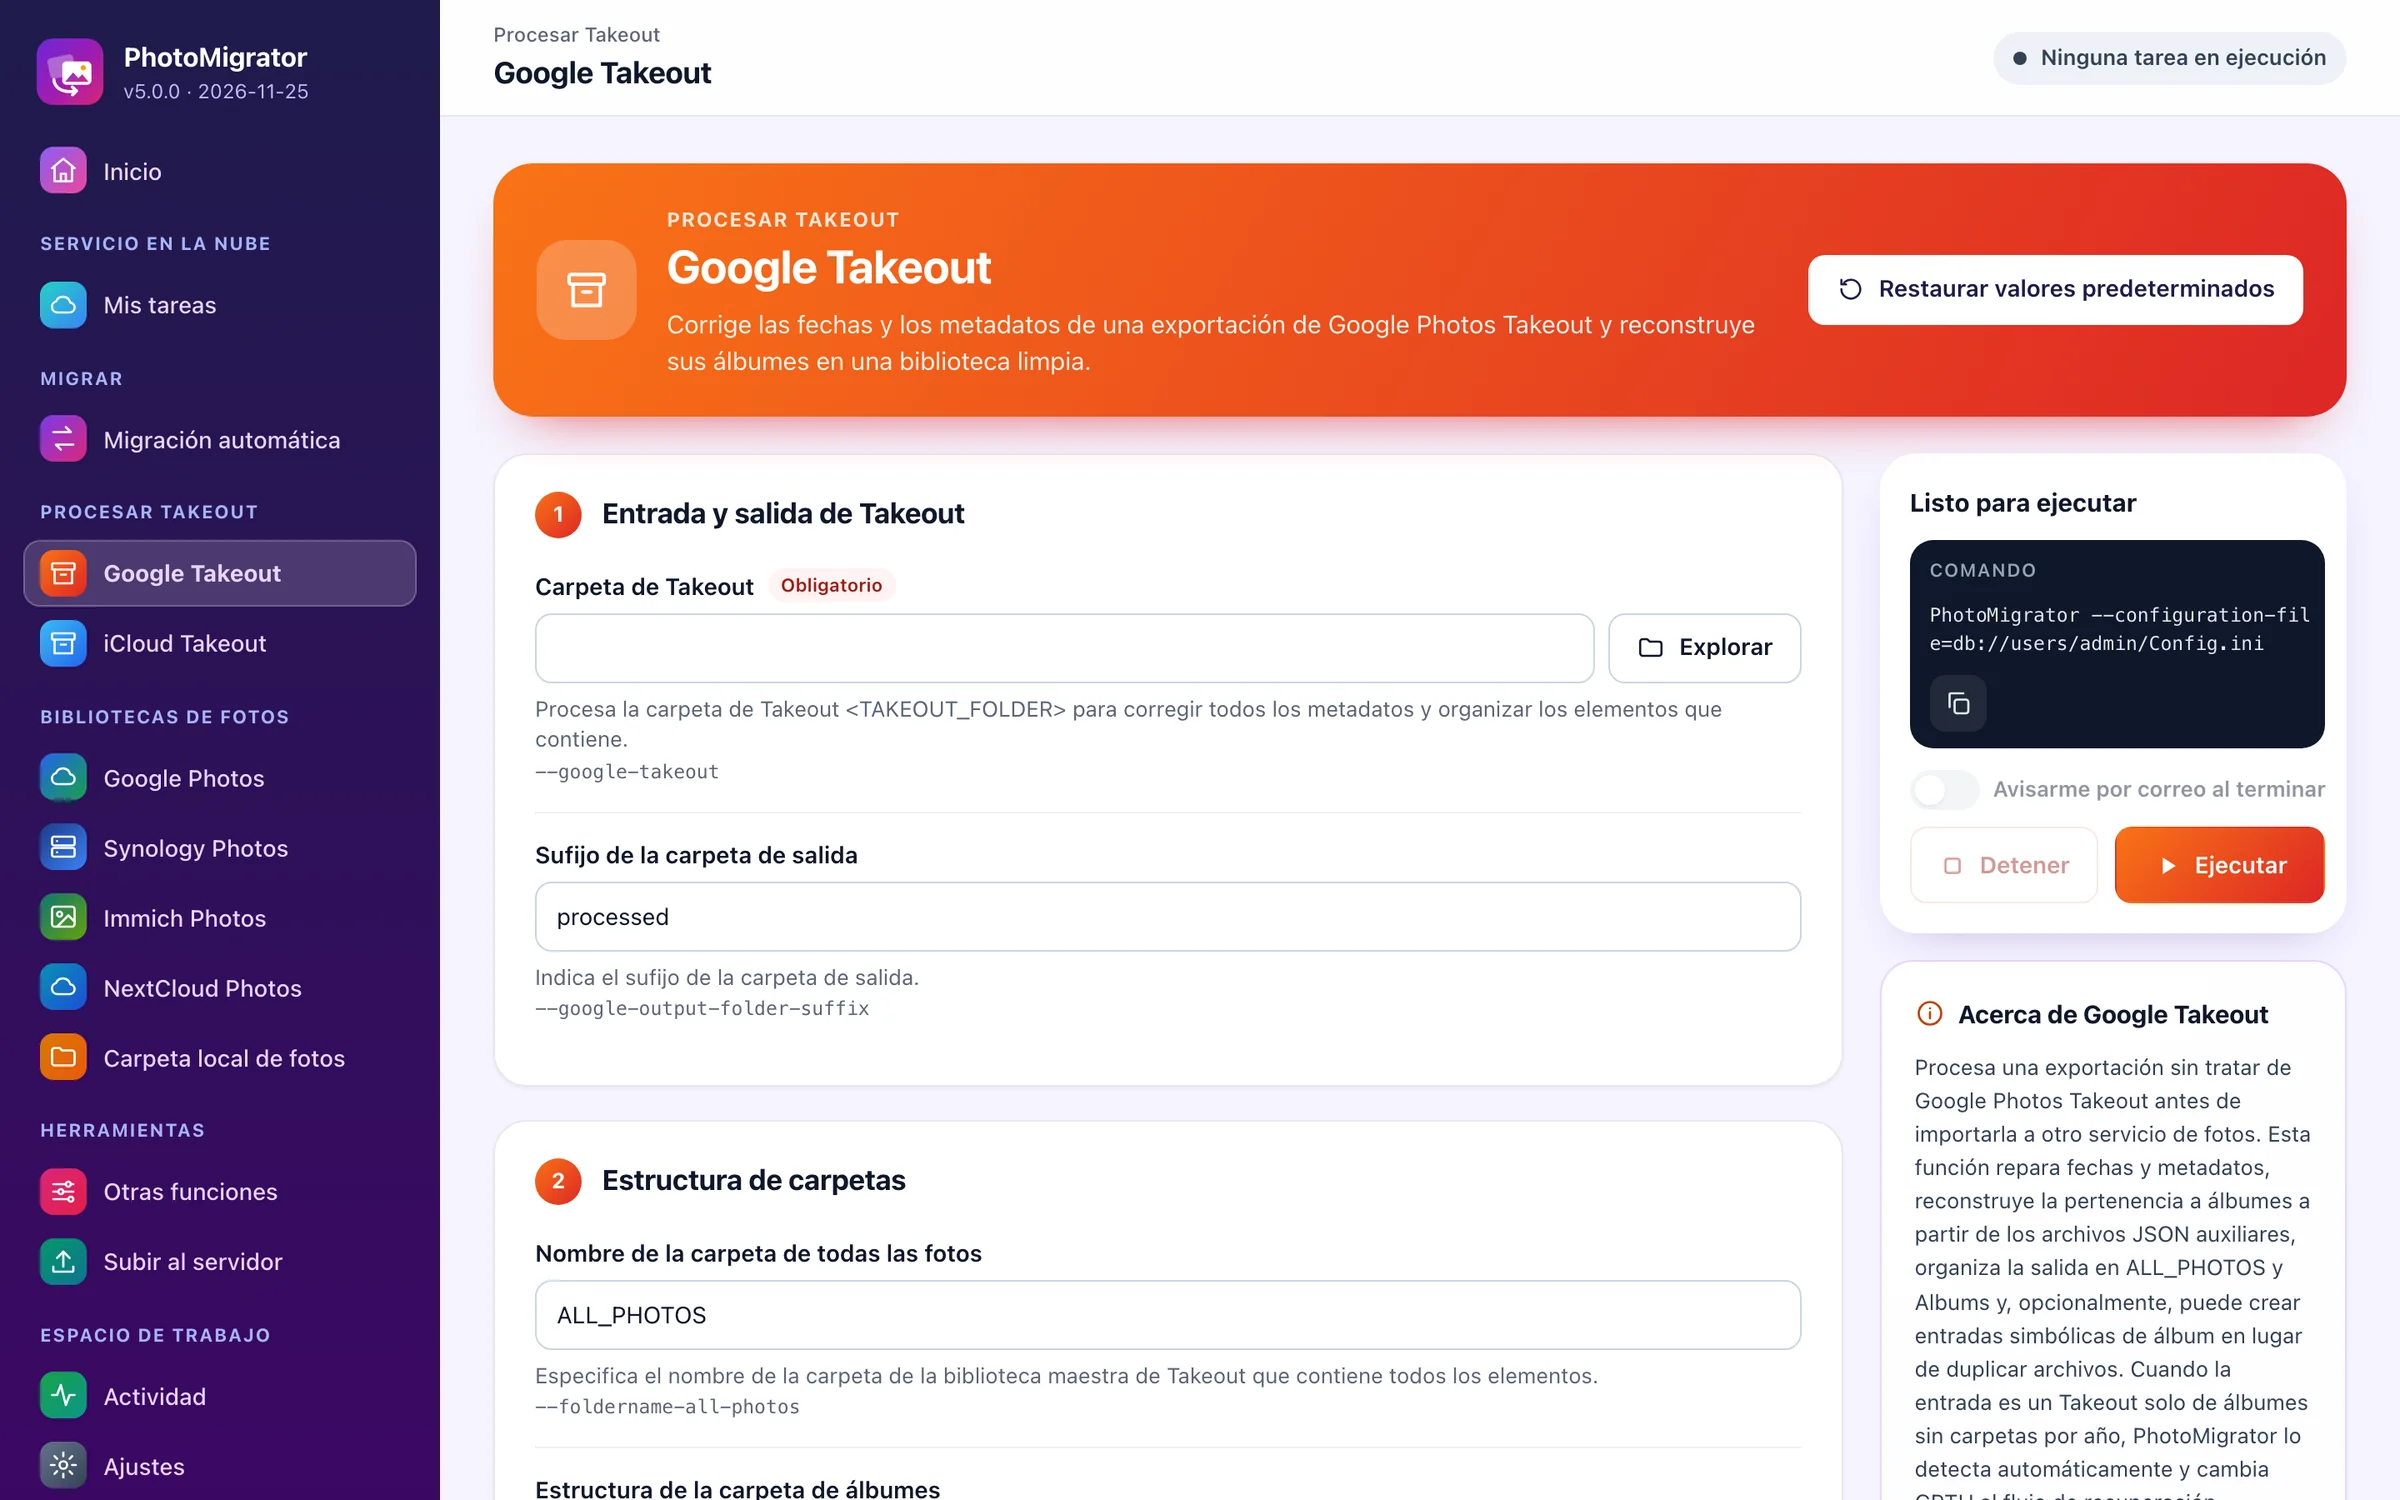 PhotoMigrator
v5.0.0 · 2026-11-25
Inicio
SERVICIO EN LA NUBE
Mis tareas
MIGRAR
Migración automática
PROCESAR TAKEOUT
Google Takeout
iCloud Takeout
BIBLIOTECAS DE FOTOS
Google Photos
Synology Photos
Immich Photos
NextCloud Photos
Carpeta local de fotos
HERRAMIENTAS
Otras funciones
Subir al servidor
ESPACIO DE TRABAJO
Actividad
Ajustes
Procesar Takeout
Google Takeout
Ninguna tarea en ejecución
PROCESAR TAKEOUT
Google Takeout
Corrige las fechas y los metadatos de una exportación de Google Photos Takeout y reconstruye
sus álbumes en una biblioteca limpia.
Restaurar valores predeterminados
1 Entrada y salida de Takeout
Carpeta de Takeout Obligatorio
Explorar
Procesa la carpeta de Takeout <TAKEOUT_FOLDER> para corregir todos los metadatos y organizar los elementos que
contiene.
--google-takeout
Sufijo de la carpeta de salida
processed
Indica el sufijo de la carpeta de salida.
--google-output-folder-suffix
2 Estructura de carpetas
Nombre de la carpeta de todas las fotos
ALL_PHOTOS
Especifica el nombre de la carpeta de la biblioteca maestra de Takeout que contiene todos los elementos.
--foldername-all-photos
Estructura de la carpeta de álbumes
Listo para ejecutar
COMANDO
PhotoMigrator --configuration-fil
e=db://users/admin/Config.ini
Avisarme por correo al terminar
Detener
Ejecutar
Acerca de Google Takeout
Procesa una exportación sin tratar de
Google Photos Takeout antes de
importarla a otro servicio de fotos. Esta
función repara fechas y metadatos,
reconstruye la pertenencia a álbumes a
partir de los archivos JSON auxiliares,
organiza la salida en ALL_PHOTOS y
Albums y, opcionalmente, puede crear
entradas simbólicas de álbum en lugar
de duplicar archivos. Cuando la
entrada es un Takeout solo de álbumes
sin carpetas por año, PhotoMigrator lo
detecta automáticamente y cambia